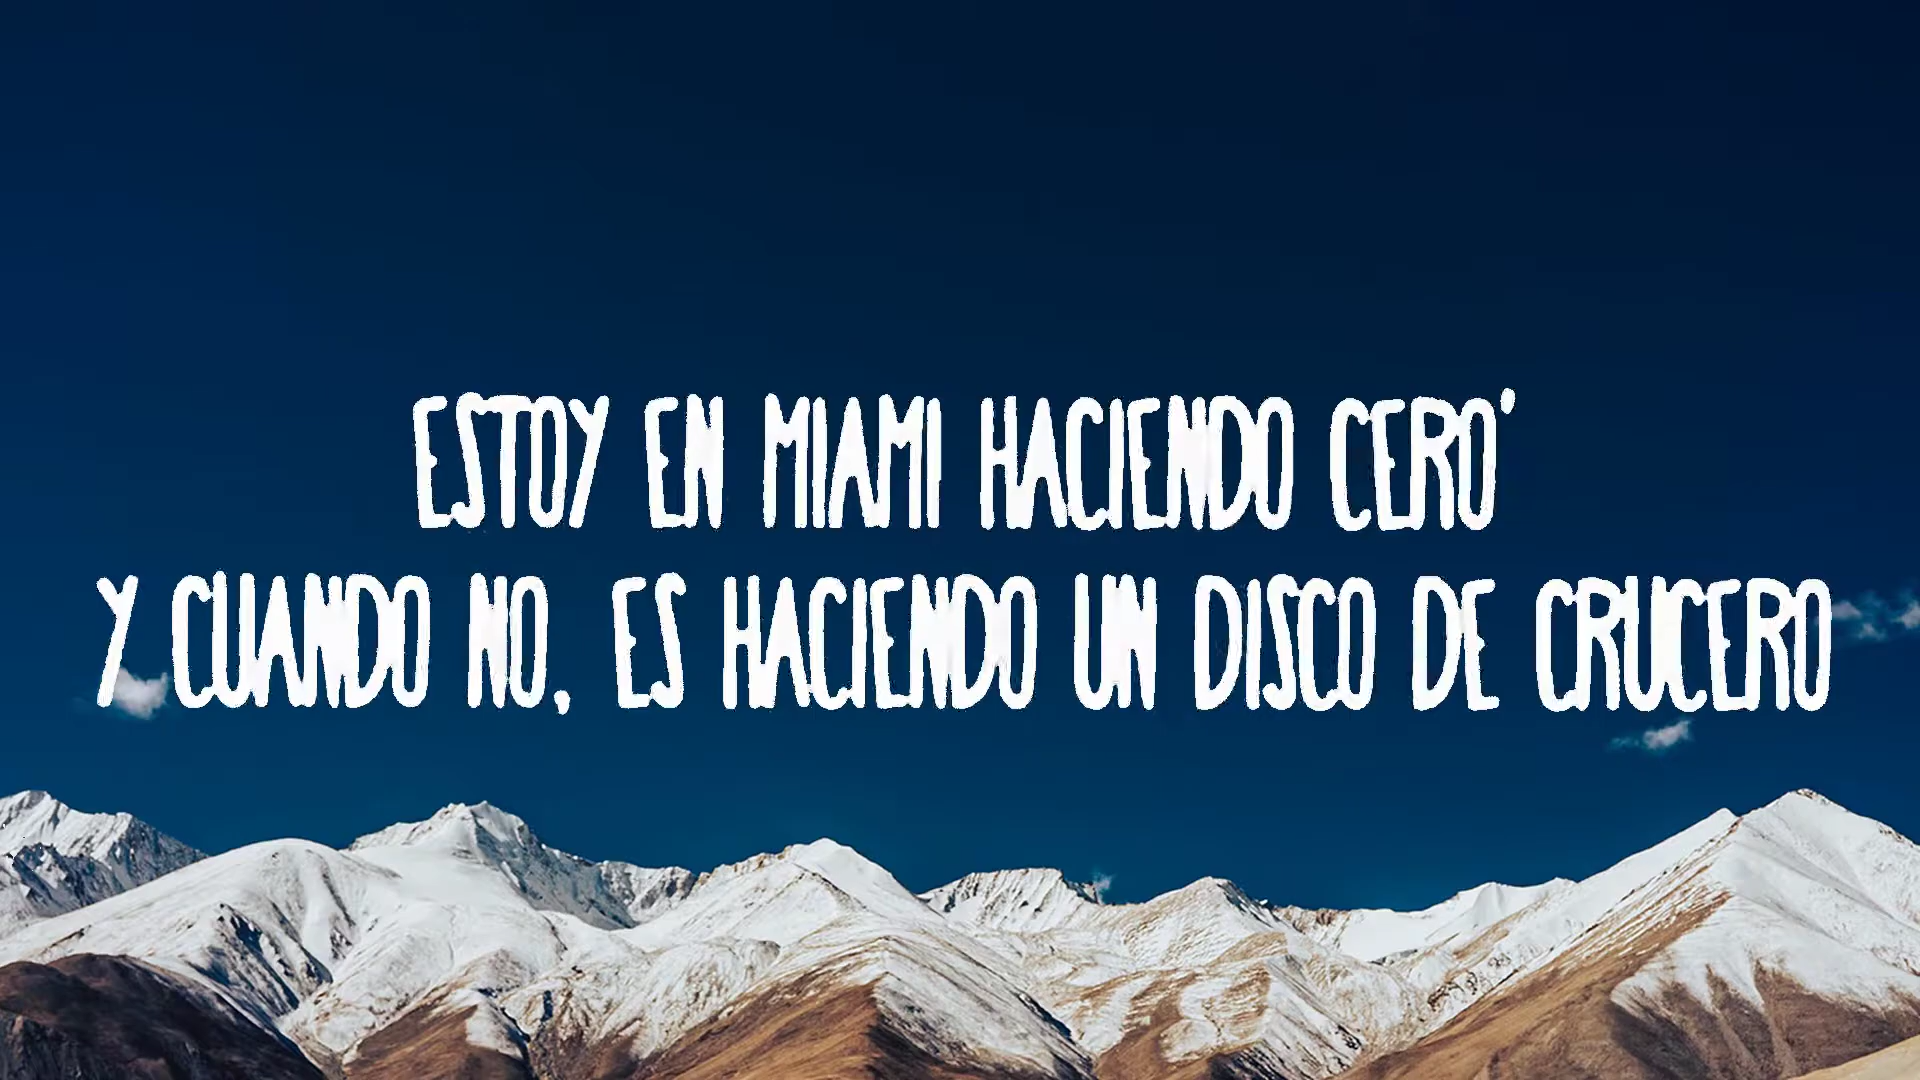 ESTOY EN MIAMI HACIENDO CERO'
Y CUANDO NO, ES HACIENDO UN DISCO DE CRUCERO